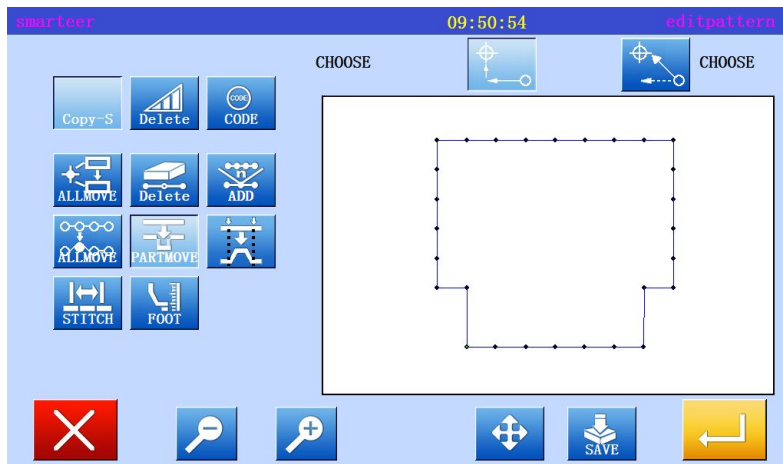 smarteer 09:50:54 editpattern
CHOOSE CHOOSE
Copy-S Delete CODE CODE
ALLMOVE Delete n ADD
ALLMOVE PARTMOVE
STITCH FOOT
SAVE